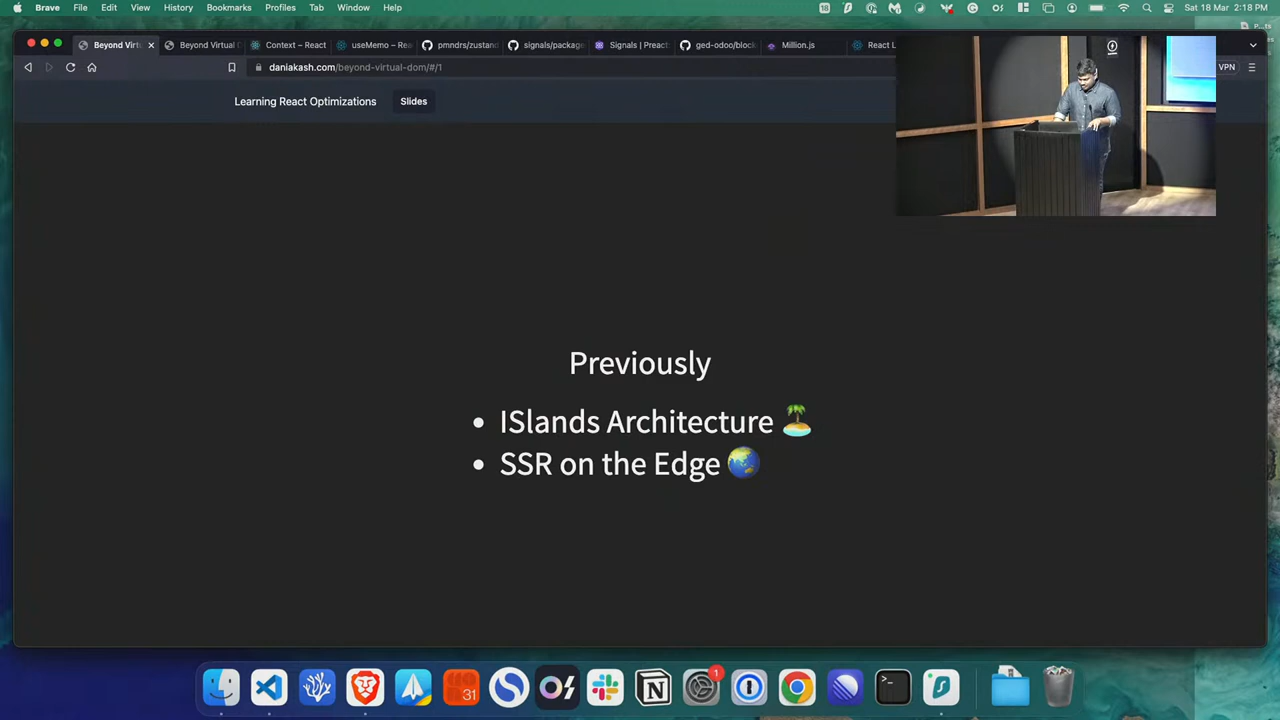 Brave File Edit View History Bookmarks Profiles Tab Window Help
18
Sat 18 Mar 2:18 PM
Beyond Virt
Beyond Virtual D
Context – React
useMemo – Rea
pmndrs/zustand
signals/package
Signals | Preact
ged-odoo/block
Million.js
React L
daniakash.com/beyond-virtual-dom/#/1
VPN
Learning React Optimizations
Slides
Previously
• ISlands Architecture 🏝️
• SSR on the Edge 🌏
31
1